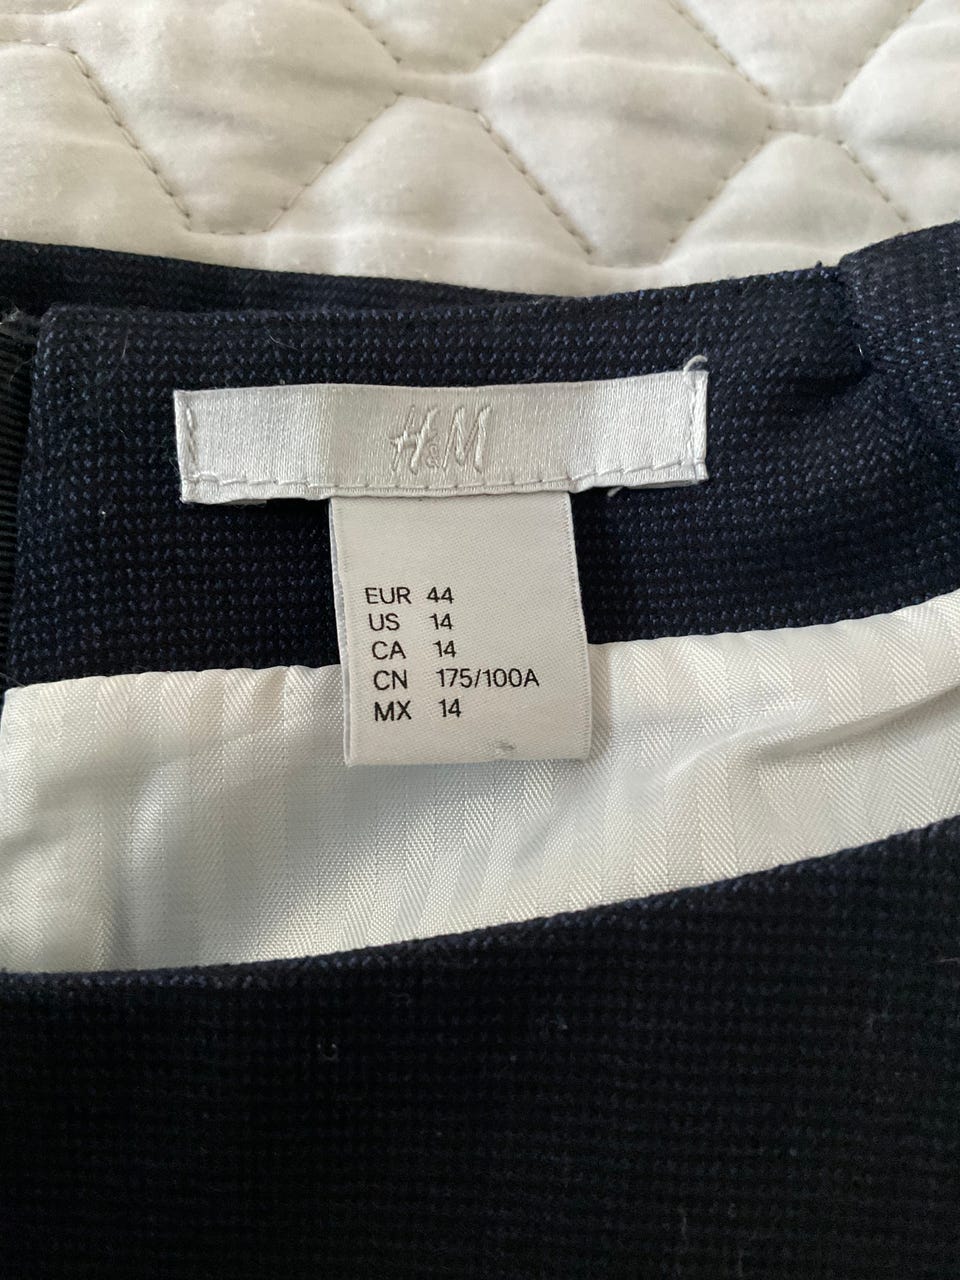 H&M
EUR 44
US 14
CA 14
CN 175/100A
MX 14